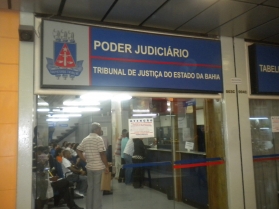 PODER JUDICIÁRIO
TRIBUNAL DE JUSTIÇA DO ESTADO DA BAHIA
TABEL